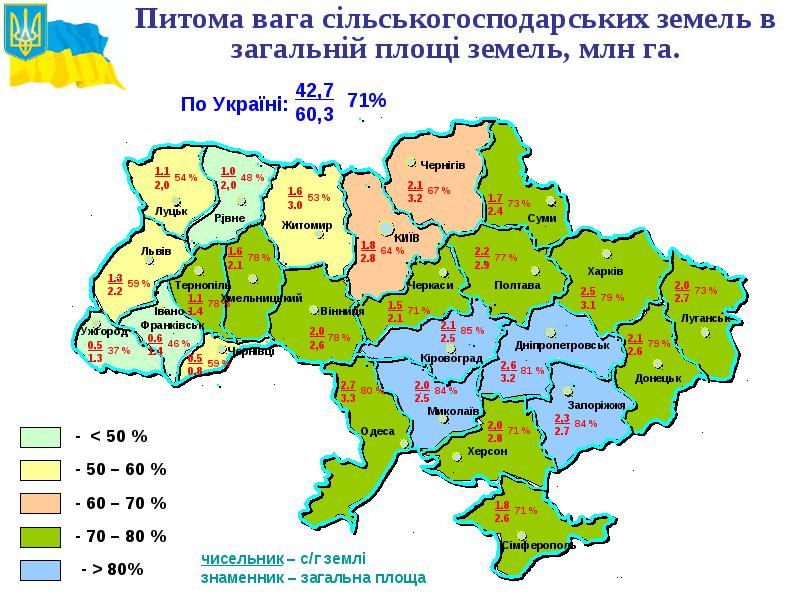 Питома вага сільськогосподарських земель в
загальній площі земель, млн га.
По Україні: 42,7 71%
60,3
Чернігів
2.1 67 %
3.2
1.1 54 %
2,0
Луцьк
1.0 48 %
2,0
Рівне
1.6 53 %
3.0
Житомир
1.7 73 %
2.4
Суми
КИЇВ
1.8 64 %
2.8
Львів
1.3 59 %
2.2
1.6 78 %
2.1
Хмельницький
Тернопіль
1.1 78 %
1.4
2.2 77 %
2.9
Полтава
Харків
2.5 79 %
3.1
2.0 73 %
2.7
Луганськ
Черкаси
1.5 71 %
2.1
Вінниця
2.0 78 %
2,6
Івано
Франківськ
0.6 46 %
1.4
Ужгород
0.5 37 %
1.3
Чернівці
0.5 59 %
0.8
2.1 85 %
2.5
Кіровоград
Дніпропетровськ
2,6 81 %
3.2
2,1 79 %
2.6
Донецьк
2.7 80 %
3.3
Одеса
2.0 84 %
2.5
Миколаїв
Запоріжжя
2,3 84 %
2.7
2,0 71 %
2.8
Херсон
1.8 71 %
2.6
Сімферополь
- < 50 %
- 50 – 60 %
- 60 – 70 %
- 70 – 80 %
- > 80%
чисельник – с/г землі
знаменник – загальна площа